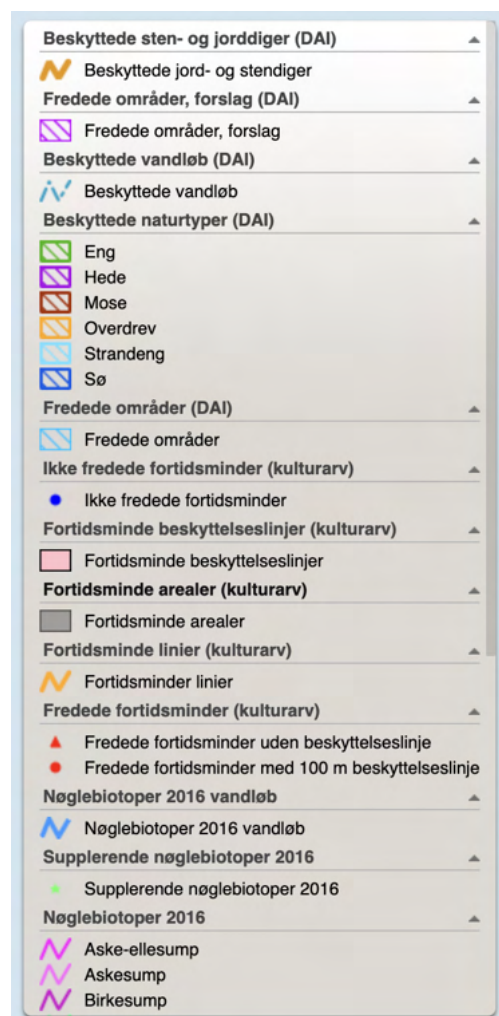 Beskyttede sten- og jorddiger (DAI)
Beskyttede jord- og stendiger
Fredede områder, forslag (DAI)
Fredede områder, forslag
Beskyttede vandløb (DAI)
Beskyttede vandløb
Beskyttede naturtyper (DAI)
Eng
Hede
Mose
Overdrev
Strandeng
Sø
Fredede områder (DAI)
Fredede områder
Ikke fredede fortidsminder (kulturarv)
Ikke fredede fortidsminder
Fortidsminde beskyttelseslinjer (kulturarv)
Fortidsminde beskyttelseslinjer
Fortidsminde arealer (kulturarv)
Fortidsminde arealer
Fortidsminde linier (kulturarv)
Fortidsminder linier
Fredede fortidsminder (kulturarv)
Fredede fortidsminder uden beskyttelseslinje
Fredede fortidsminder med 100 m beskyttelseslinje
Nøglebiotoper 2016 vandløb
Nøglebiotoper 2016 vandløb
Supplerende nøglebiotoper 2016
Supplerende nøglebiotoper 2016
Nøglebiotoper 2016
Aske-ellesump
Askesump
Birkesump